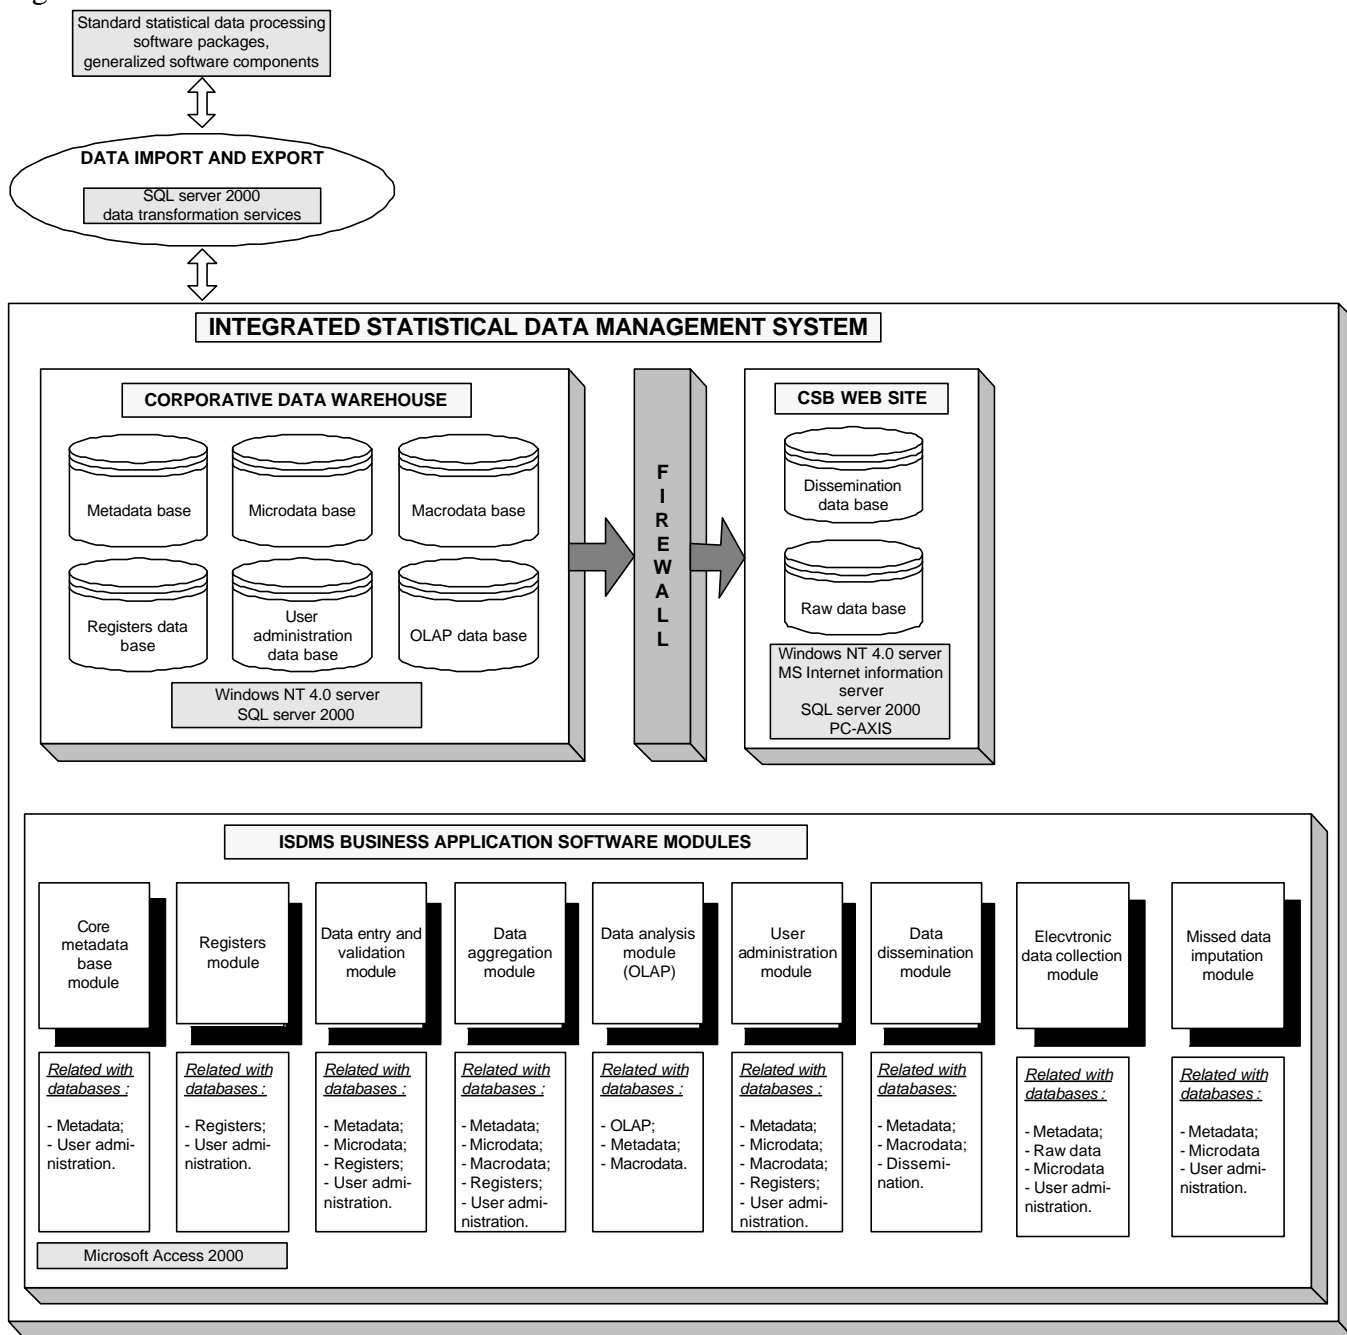 Standard statistical data processing
software packages,
generalized software components
DATA IMPORT AND EXPORT
SQL server 2000
data transformation services
INTEGRATED STATISTICAL DATA MANAGEMENT SYSTEM
CORPORATIVE DATA WAREHOUSE
Metadata base
Microdata base
Macrodata base
Registers data
base
User
administration
data base
OLAP data base
Windows NT 4.0 server
SQL server 2000
FIREWALL
CSB WEB SITE
Dissemination
data base
Raw data base
Windows NT 4.0 server
MS Internet information
server
SQL server 2000
PC-AXIS
ISDMS BUSINESS APPLICATION SOFTWARE MODULES
Core
metadata
base
module
Registers
module
Data entry and
validation module
Data
aggregation
module
Data analysis
module
(OLAP)
User
administration
module
Data
dissemination
module
Elecvtronic
data collection
module
Missed data
imputation
module
Related with
databases :
- Metadata;
- User admi-
nistration.
Related with
databases :
- Registers;
- User admi-
nistration.
Related with
databases :
- Metadata;
- Microdata;
- Registers;
- User admi-
nistration.
Related with
databases :
- Metadata;
- Microdata;
- Macrodata;
- Registers;
- User admi-
nistration.
Related with
databases :
- OLAP;
- Metadata;
- Macrodata.
Related with
databases :
- Metadata;
- Microdata;
- Macrodata;
- Registers;
- User admi-
nistration.
Related with
databases:
- Metadata;
- Macrodata;
- Dissemi-
nation.
Related with
databases :
- Metadata;
- Raw data
- Microdata
- User admi-
nistration.
Related with
databases :
- Metadata;
- Microdata
- User admi-
nistration.
Microsoft Access 2000